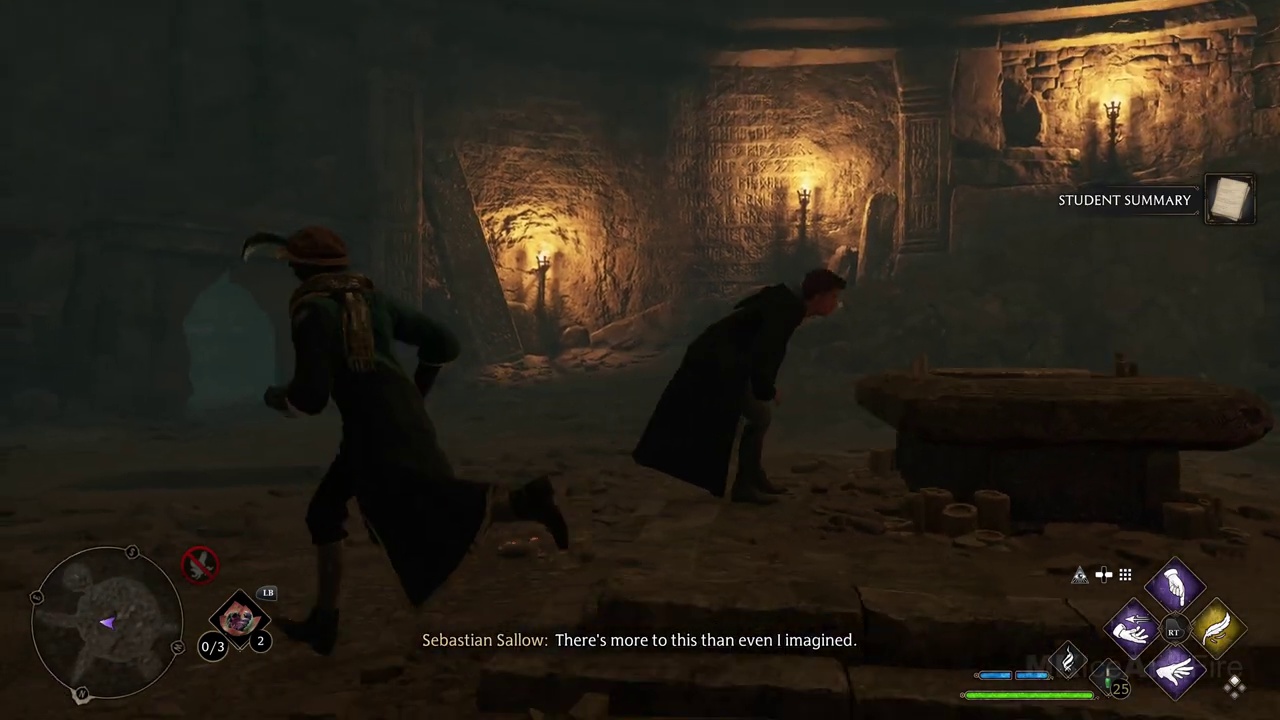 STUDENT SUMMARY
S
LB
0/3
2
N
RT
25
Sebastian Sallow: There's more to this than even I imagined.